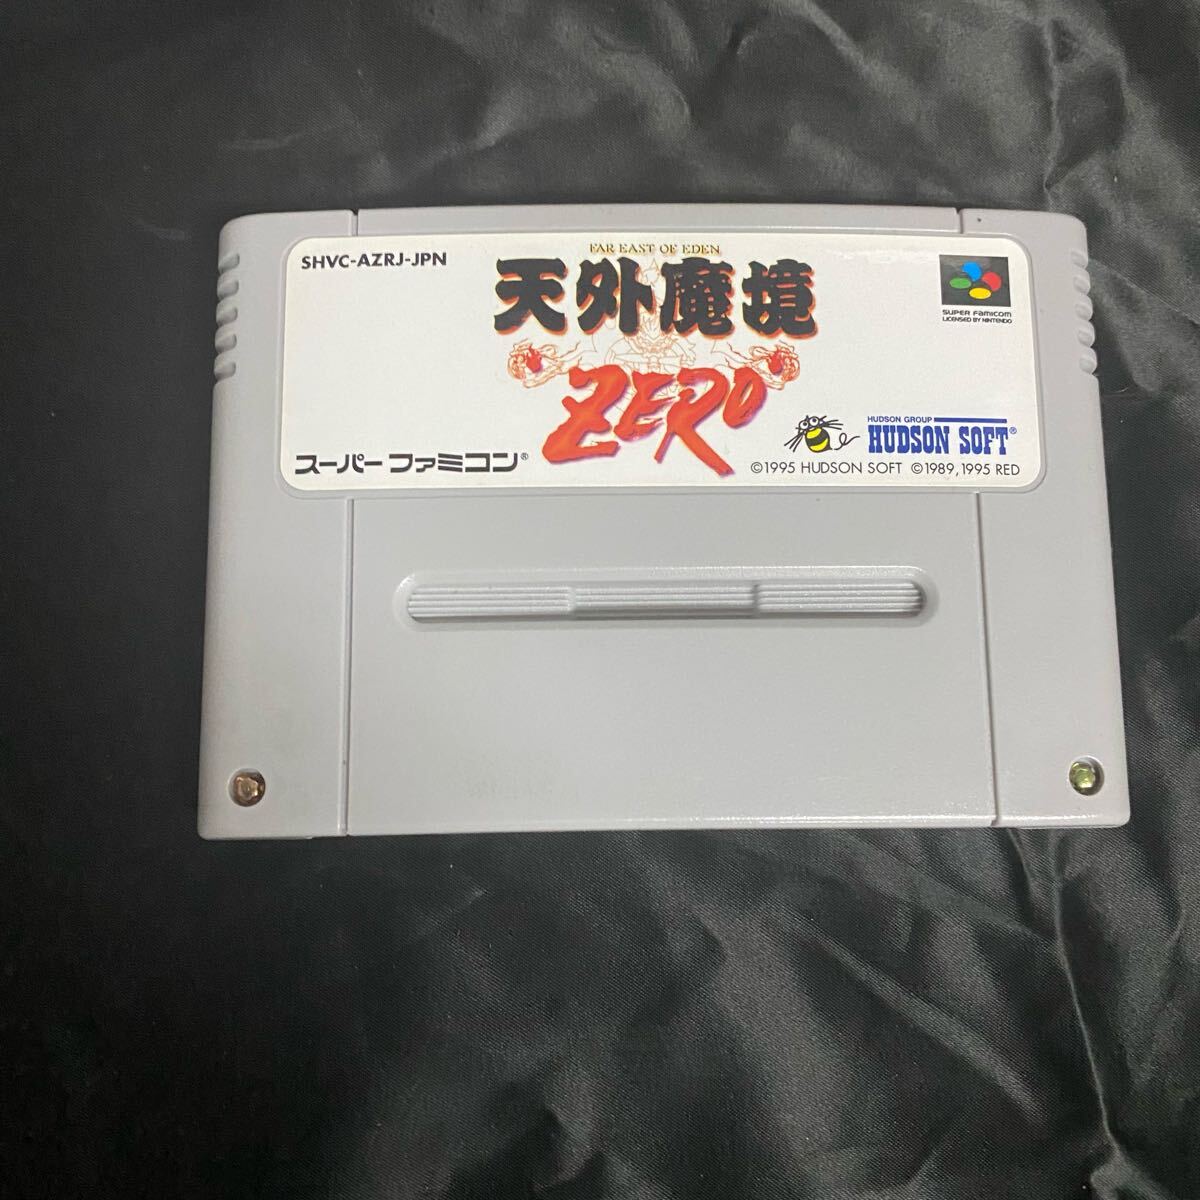 FAR EAST OF EDEN
SHVC-AZRJ-JPN
天外魔境
ZERO
SUPER FAMICOM
LICENSED BY NINTENDO
HUDSON GROUP
HUDSON SOFT®
スーパーファミコン®
©1995 HUDSON SOFT ©1989,1995 RED